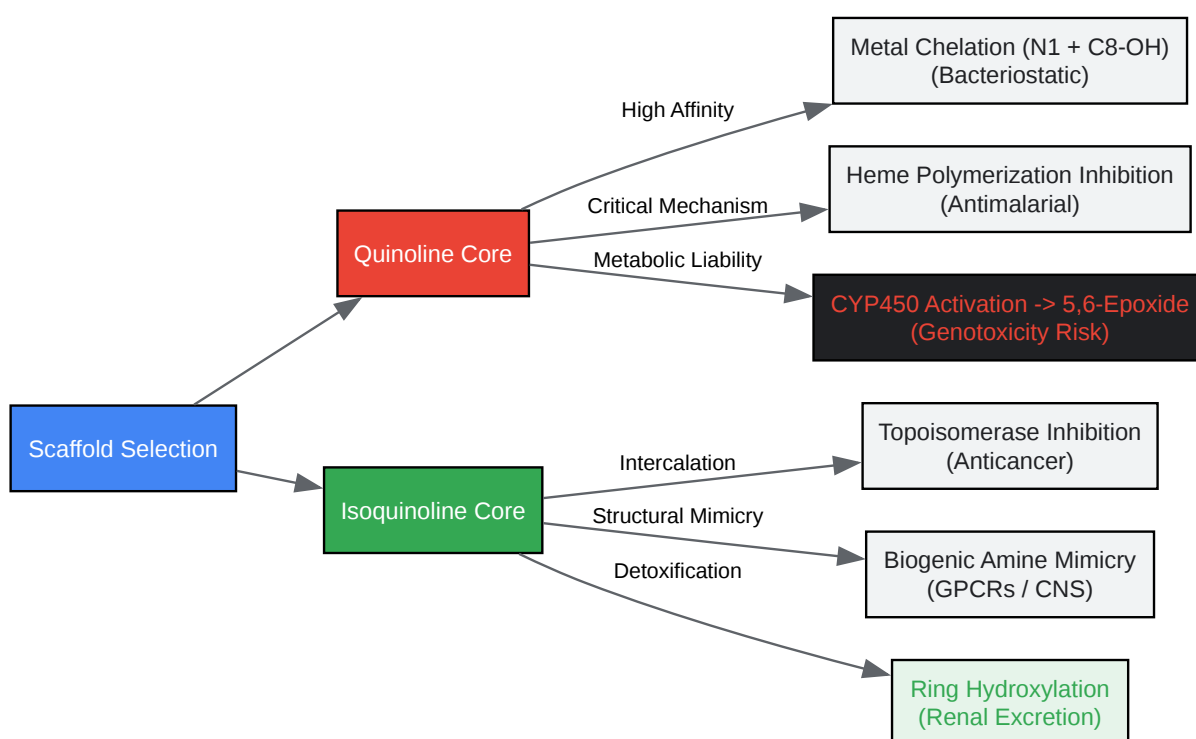 Metal Chelation (N1 + C8-OH)
(Bacteriostatic)
High Affinity
Heme Polymerization Inhibition
(Antimalarial)
Critical Mechanism
Quinoline Core
Metabolic Liability
CYP450 Activation -> 5,6-Epoxide
(Genotoxicity Risk)
Scaffold Selection
Topoisomerase Inhibition
(Anticancer)
Intercalation
Isoquinoline Core
Structural Mimicry
Biogenic Amine Mimicry
(GPCRs / CNS)
Detoxification
Ring Hydroxylation
(Renal Excretion)